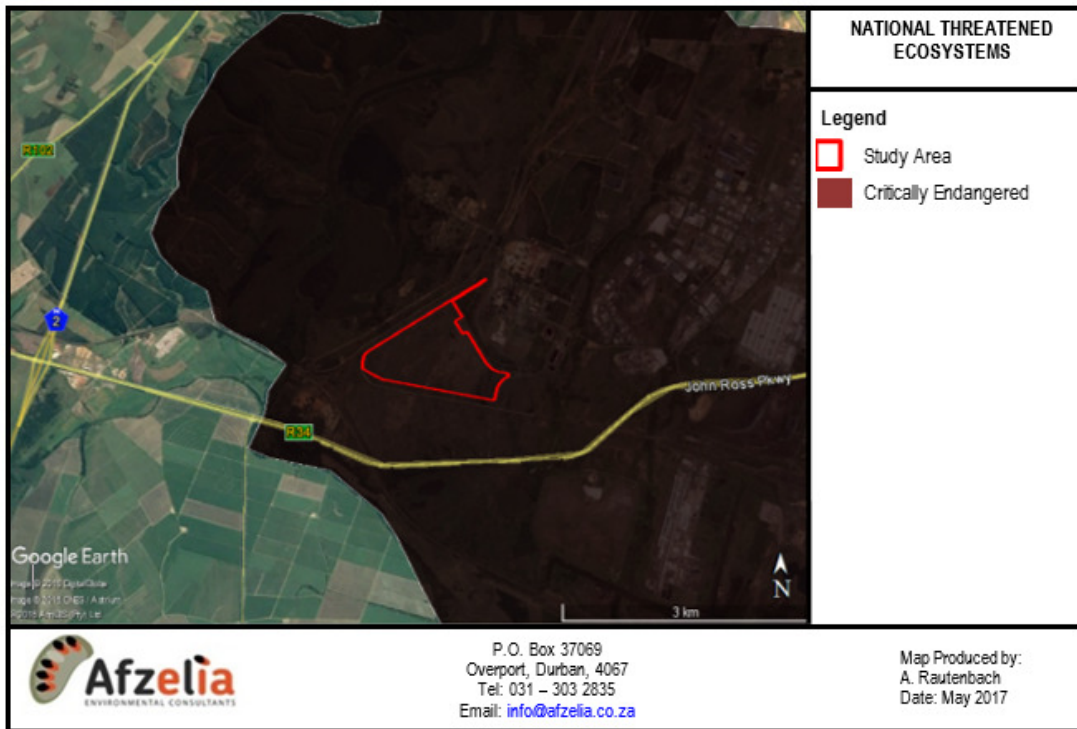 NATIONAL THREATENED
ECOSYSTEMS
Legend
Study Area
Critically Endangered
R102
2
R34
John Ross Pkwy
Google Earth
N
3 km
Afzelia
ENVIRONMENTAL CONSULTANTS
P.O. Box 37069
Overport, Durban, 4067
Tel: 031 – 303 2835
Email: info@afzelia.co.za
Map Produced by:
A. Rautenbach
Date: May 2017